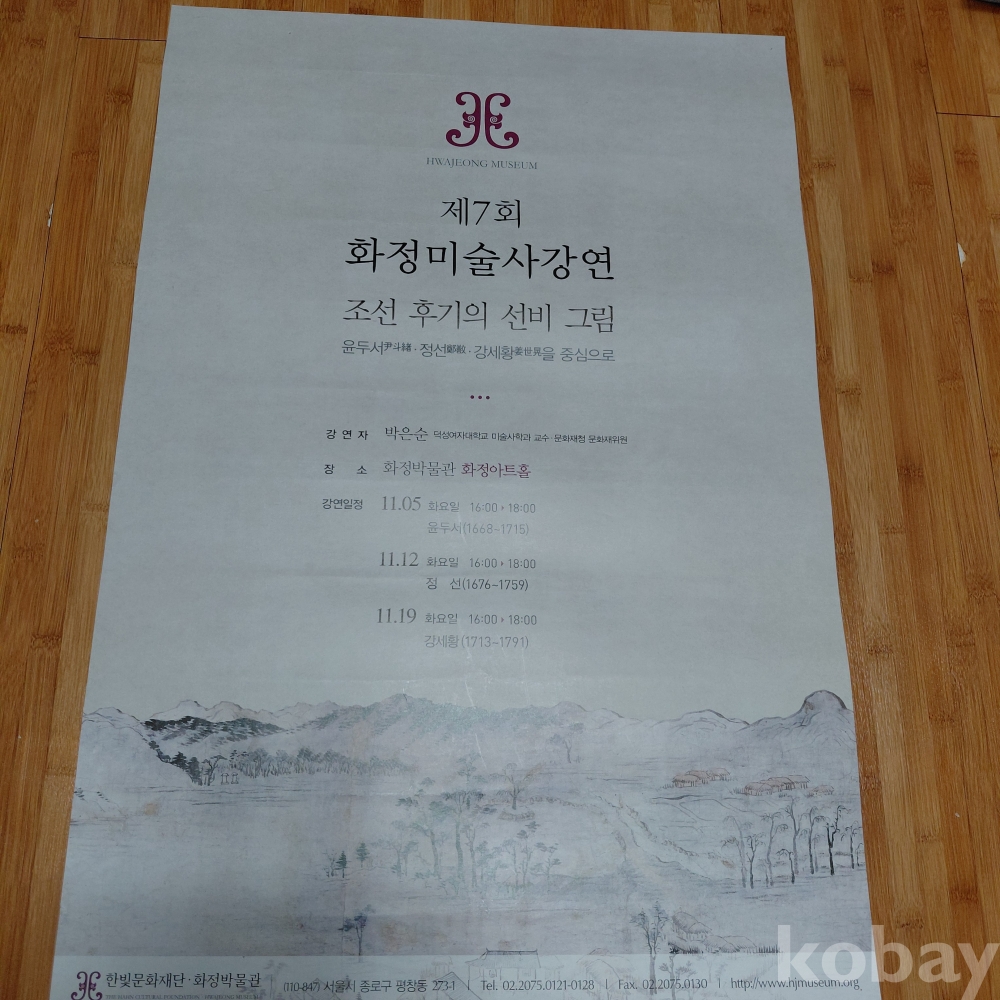 HWAJEONG MUSEUM
제7회
화정미술사강연
조선 후기의 선비 그림
윤두서尹斗緖·정선鄭敾·강세황姜世晃을 중심으로
강연자 박은순 덕성여자대학교 미술사학과 교수·문화재청 문화재위원
장 소 화정박물관 화정아트홀
강연일정 11.05 화요일 16:00 ▸ 18:00
윤두서(1668~1715)
11.12 화요일 16:00 ▸ 18:00
정 선(1676~1759)
11.19 화요일 16:00 ▸ 18:00
강세황(1713~1791)
한빛문화재단·화정박물관
(110-847) 서울시 종로구 평창동 273-1 | Tel. 02.2075.0121-0128 | Fax. 02.2075.0130 | http://www.hjmuseum.org
kobay